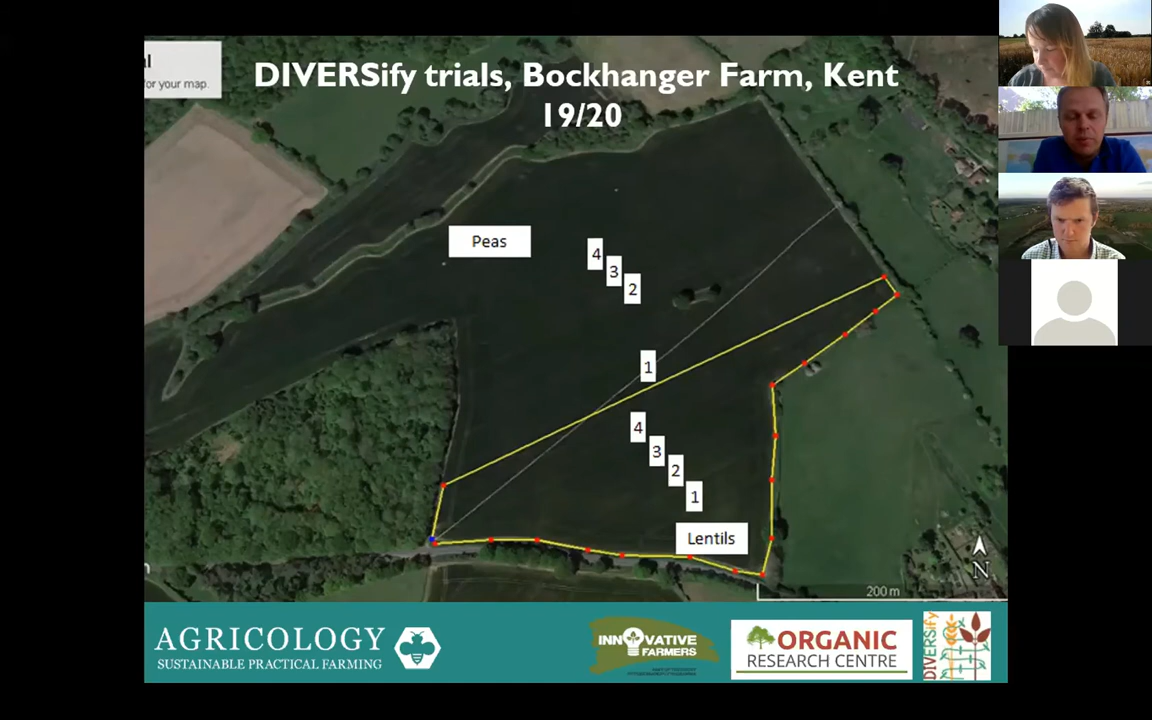 al
for your map.
DIVERSify trials, Bockhanger Farm, Kent
19/20
Peas
4
3
2
1
4
3
2
1
Lentils
N
200 m
AGRICOLOGY
SUSTAINABLE PRACTICAL FARMING
INNOVATIVE
FARMERS
ORGANIC
RESEARCH CENTRE
DIVERSify